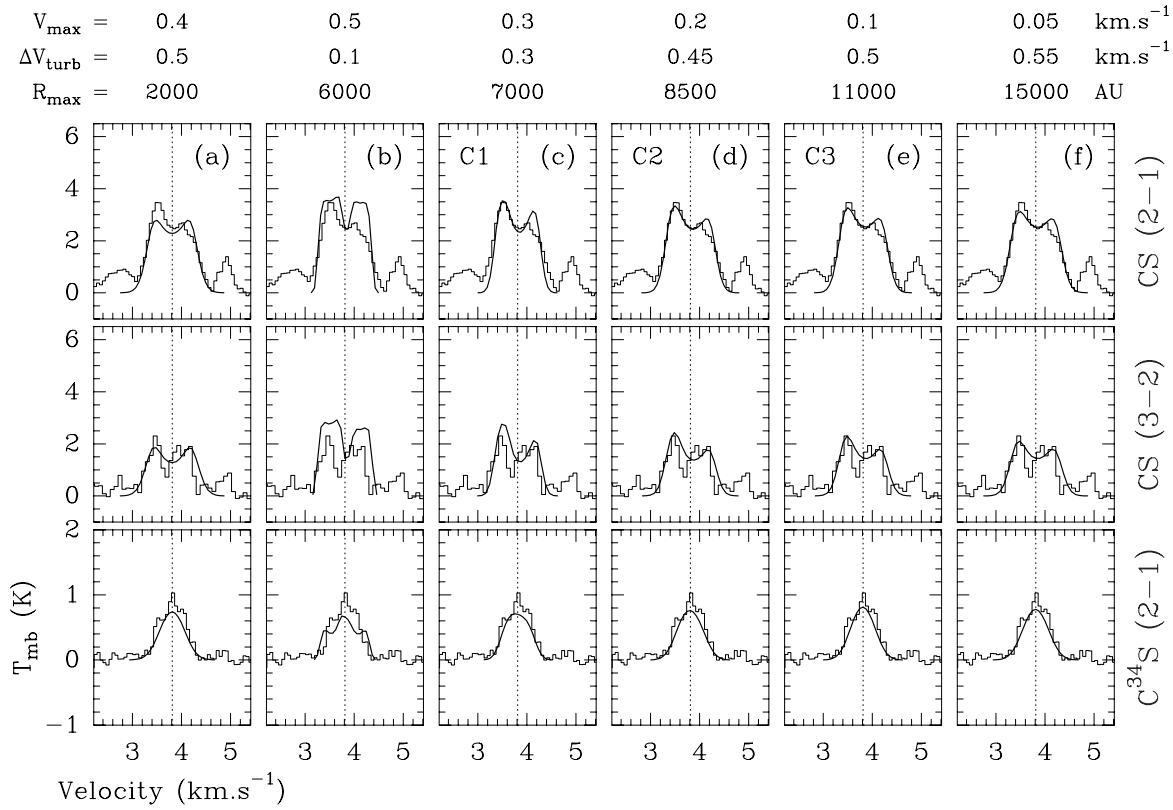 V_max = 0.4 0.5 0.3 0.2 0.1 0.05 km.s^-1
ΔV_turb = 0.5 0.1 0.3 0.45 0.5 0.55 km.s^-1
R_max = 2000 6000 7000 8500 11000 15000 AU
6 (a) (b) C1 (c) C2 (d) C3 (e) (f)
4
2
0
CS (2−1)
6
4
2
0
CS (3−2)
2
1
0
−1
T_mb (K)
C^34S (2−1)
3 4 5 3 4 5 3 4 5 3 4 5 3 4 5 3 4 5
Velocity (km.s^-1)